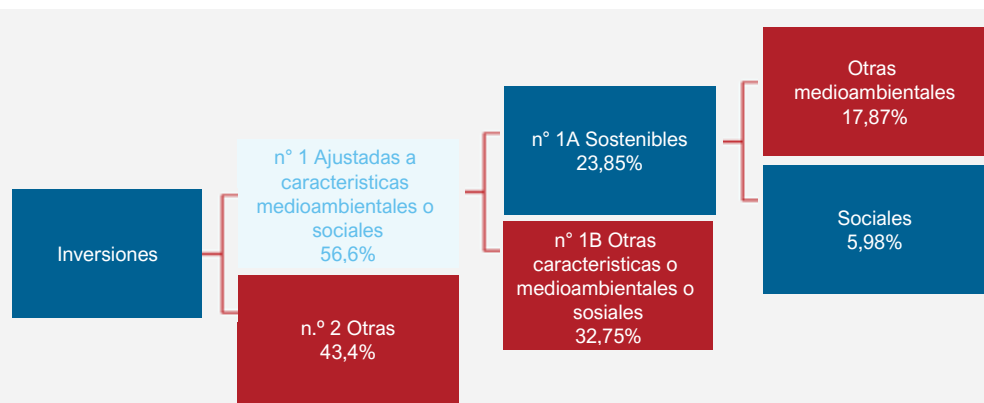 Inversiones
n° 1 Ajustadas a
caracteristicas
medioambientales o
sociales
56,6%
n.º 2 Otras
43,4%
n° 1A Sostenibles
23,85%
n° 1B Otras
caracteristicas o
medioambientales o
sosiales
32,75%
Otras
medioambientales
17,87%
Sociales
5,98%